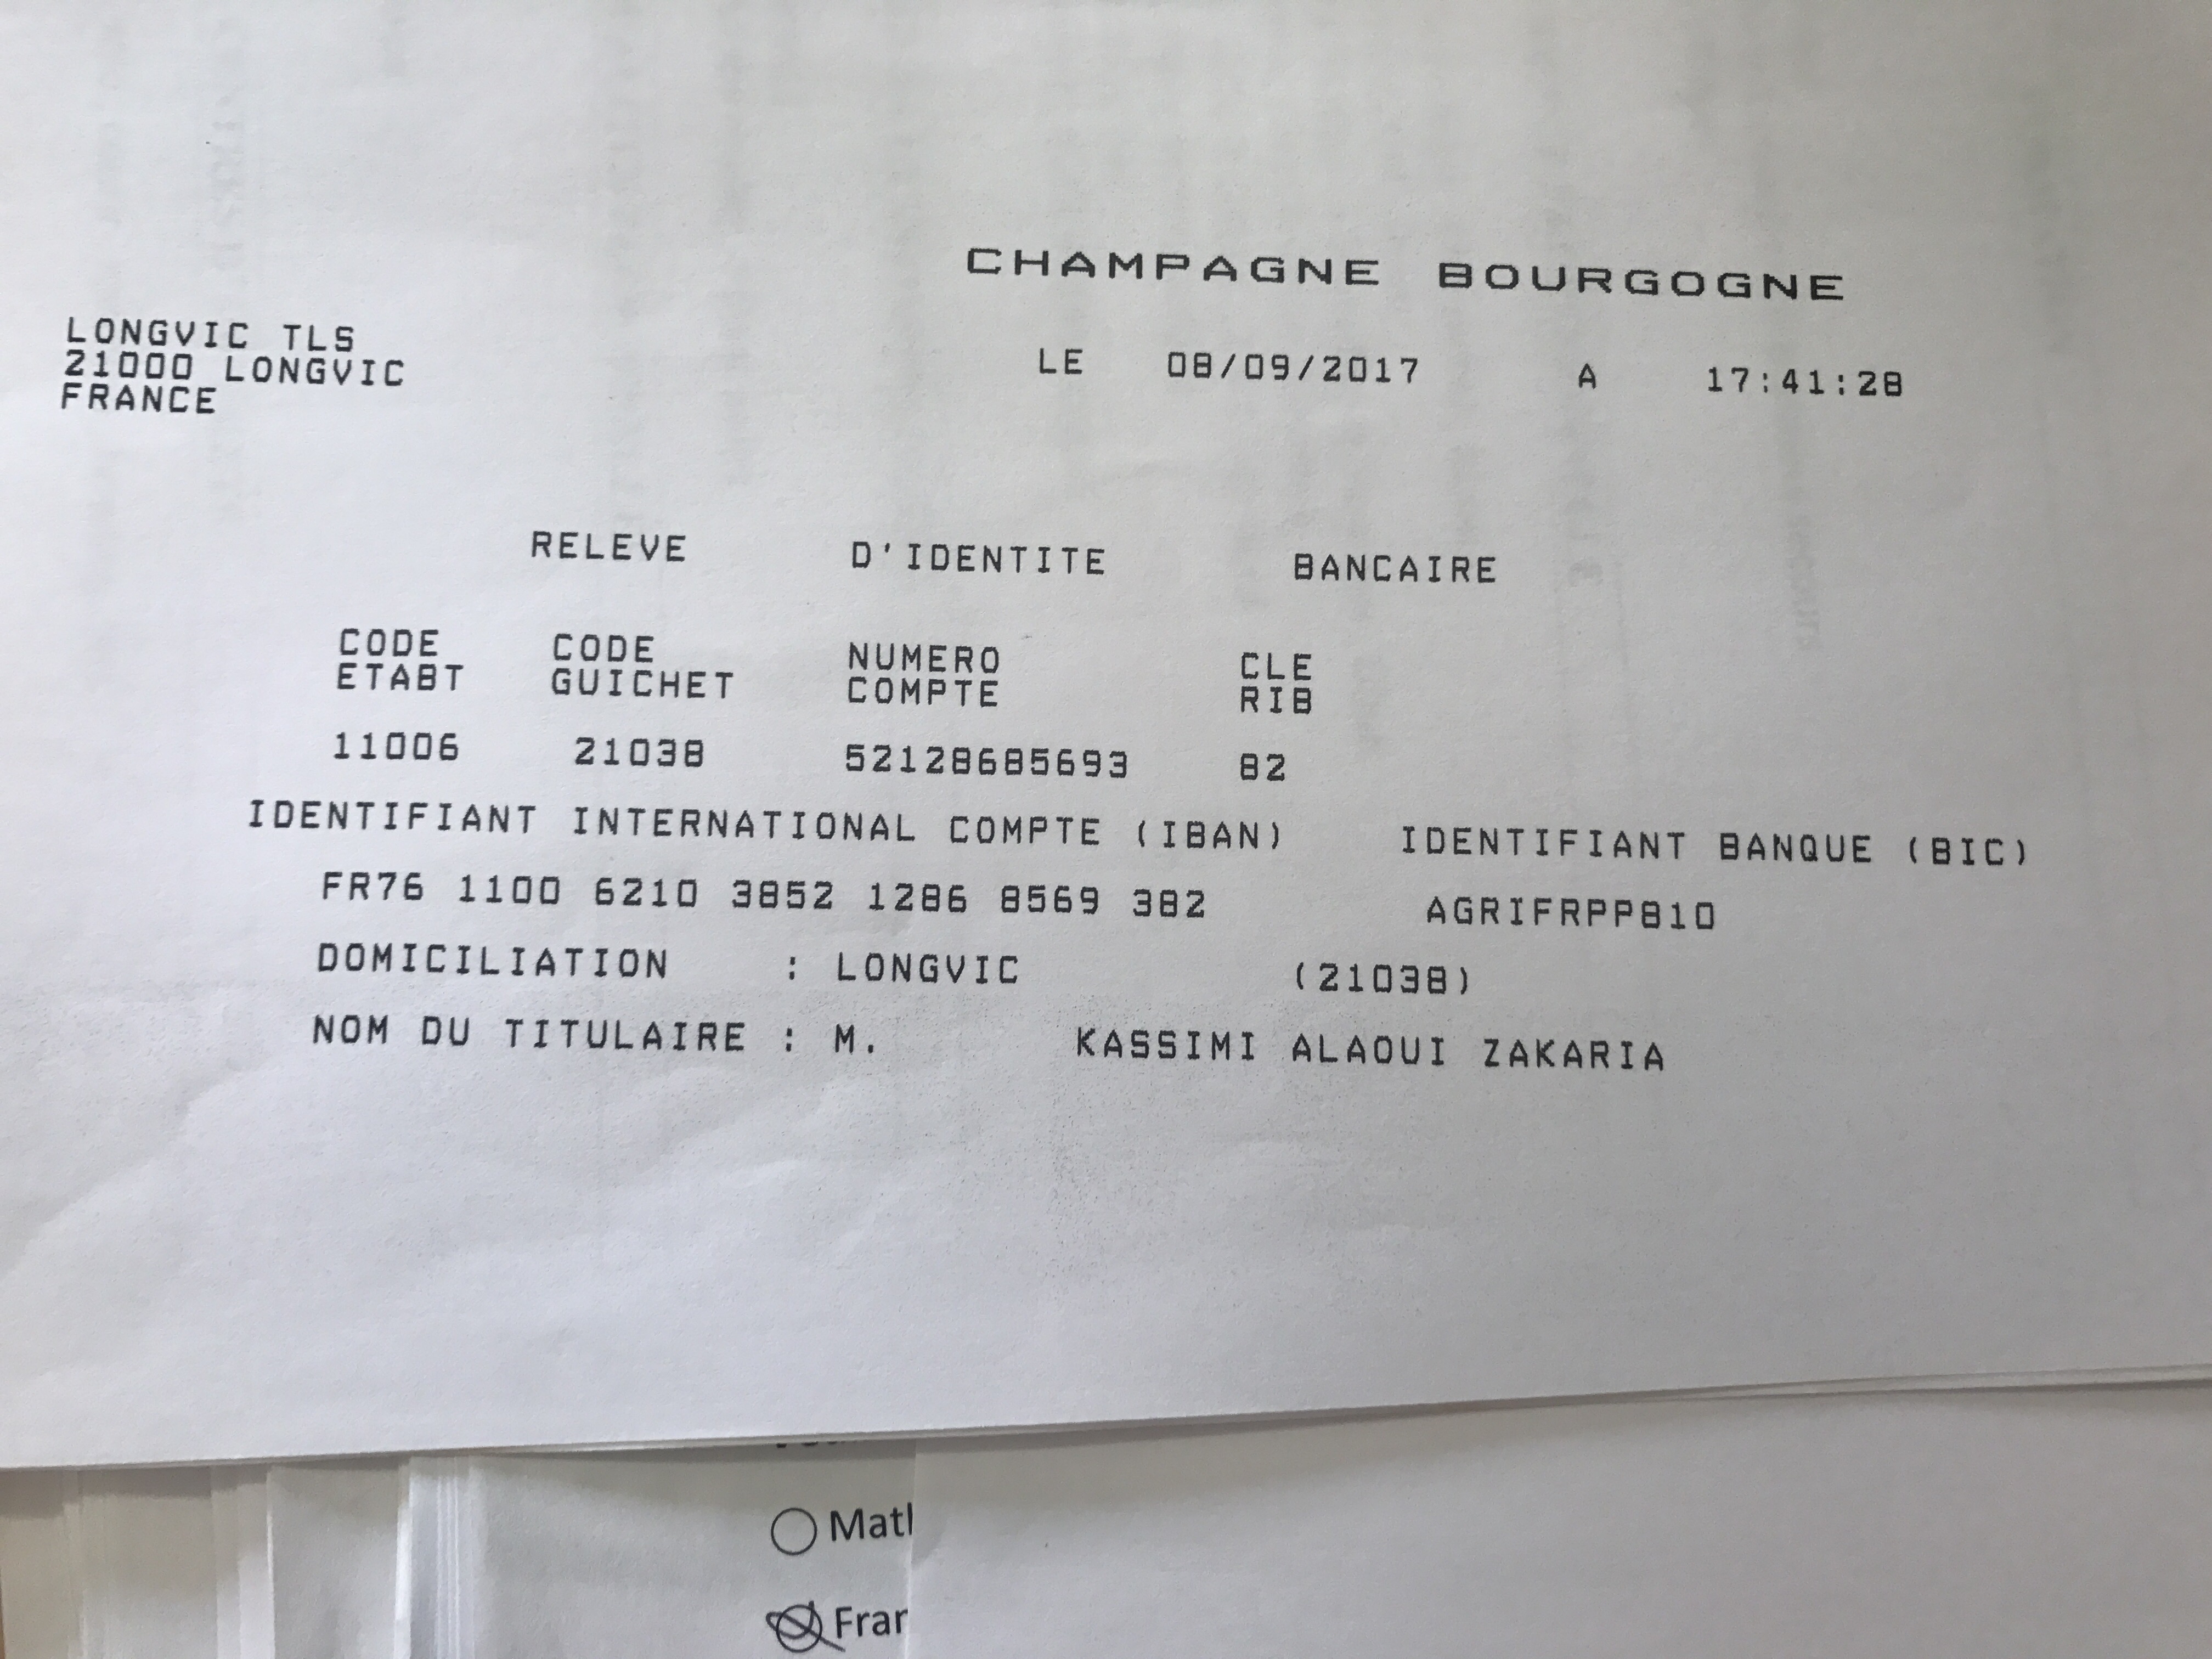 CHAMPAGNE BOURGOGNE
LONGVIC TLS
21000 LONGVIC
FRANCE
LE 08/09/2017 A 17:41:28
RELEVE D'IDENTITE BANCAIRE
CODE CODE NUMERO CLE
ETABT GUICHET COMPTE RIB
11006 21038 52128685693 82
IDENTIFIANT INTERNATIONAL COMPTE (IBAN) IDENTIFIANT BANQUE (BIC)
FR76 1100 6210 3852 1286 8569 382 AGRIFRPP810
DOMICILIATION : LONGVIC (21038)
NOM DU TITULAIRE : M. KASSIMI ALAOUI ZAKARIA